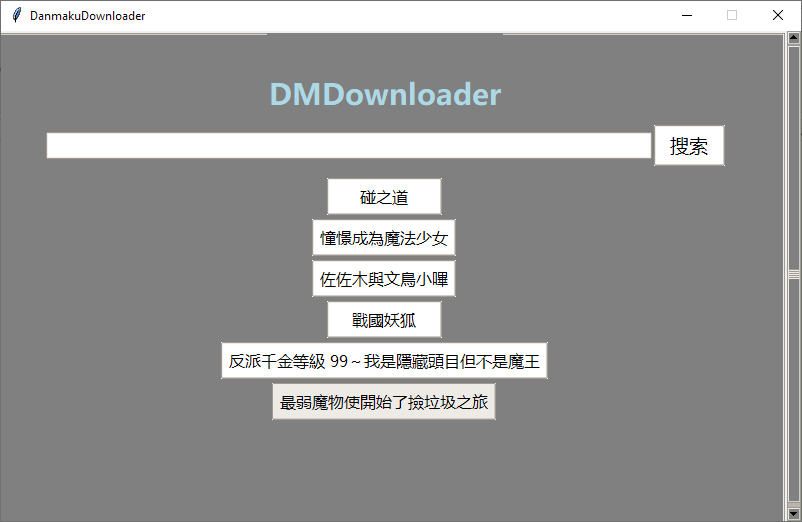 DanmakuDownloader
DMDownloader
搜索
碰之道
憧憬成為魔法少女
佐佐木與文鳥小嗶
戰國妖狐
反派千金等級 99～我是隱藏頭目但不是魔王
最弱魔物使開始了撿垃圾之旅